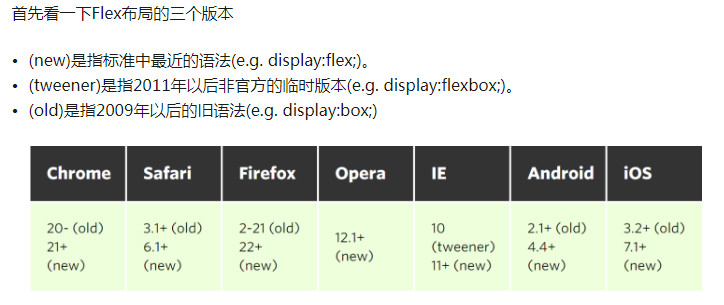 首先看一下Flex布局的三个版本
• (new)是指标准中最近的语法(e.g. display:flex;)。
• (tweener)是指2011年以后非官方的临时版本(e.g. display:flexbox;)。
• (old)是指2009年以后的旧语法(e.g. display:box;)
Chrome Safari Firefox Opera IE Android iOS
20- (old) 3.1+ (old) 2-21 (old) 12.1+ 10 2.1+ (old) 3.2+ (old)
21+ 6.1+ 22+ (new) (tweener) 4.4+ 7.1+
(new) (new) (new) 11+ (new) (new) (new)